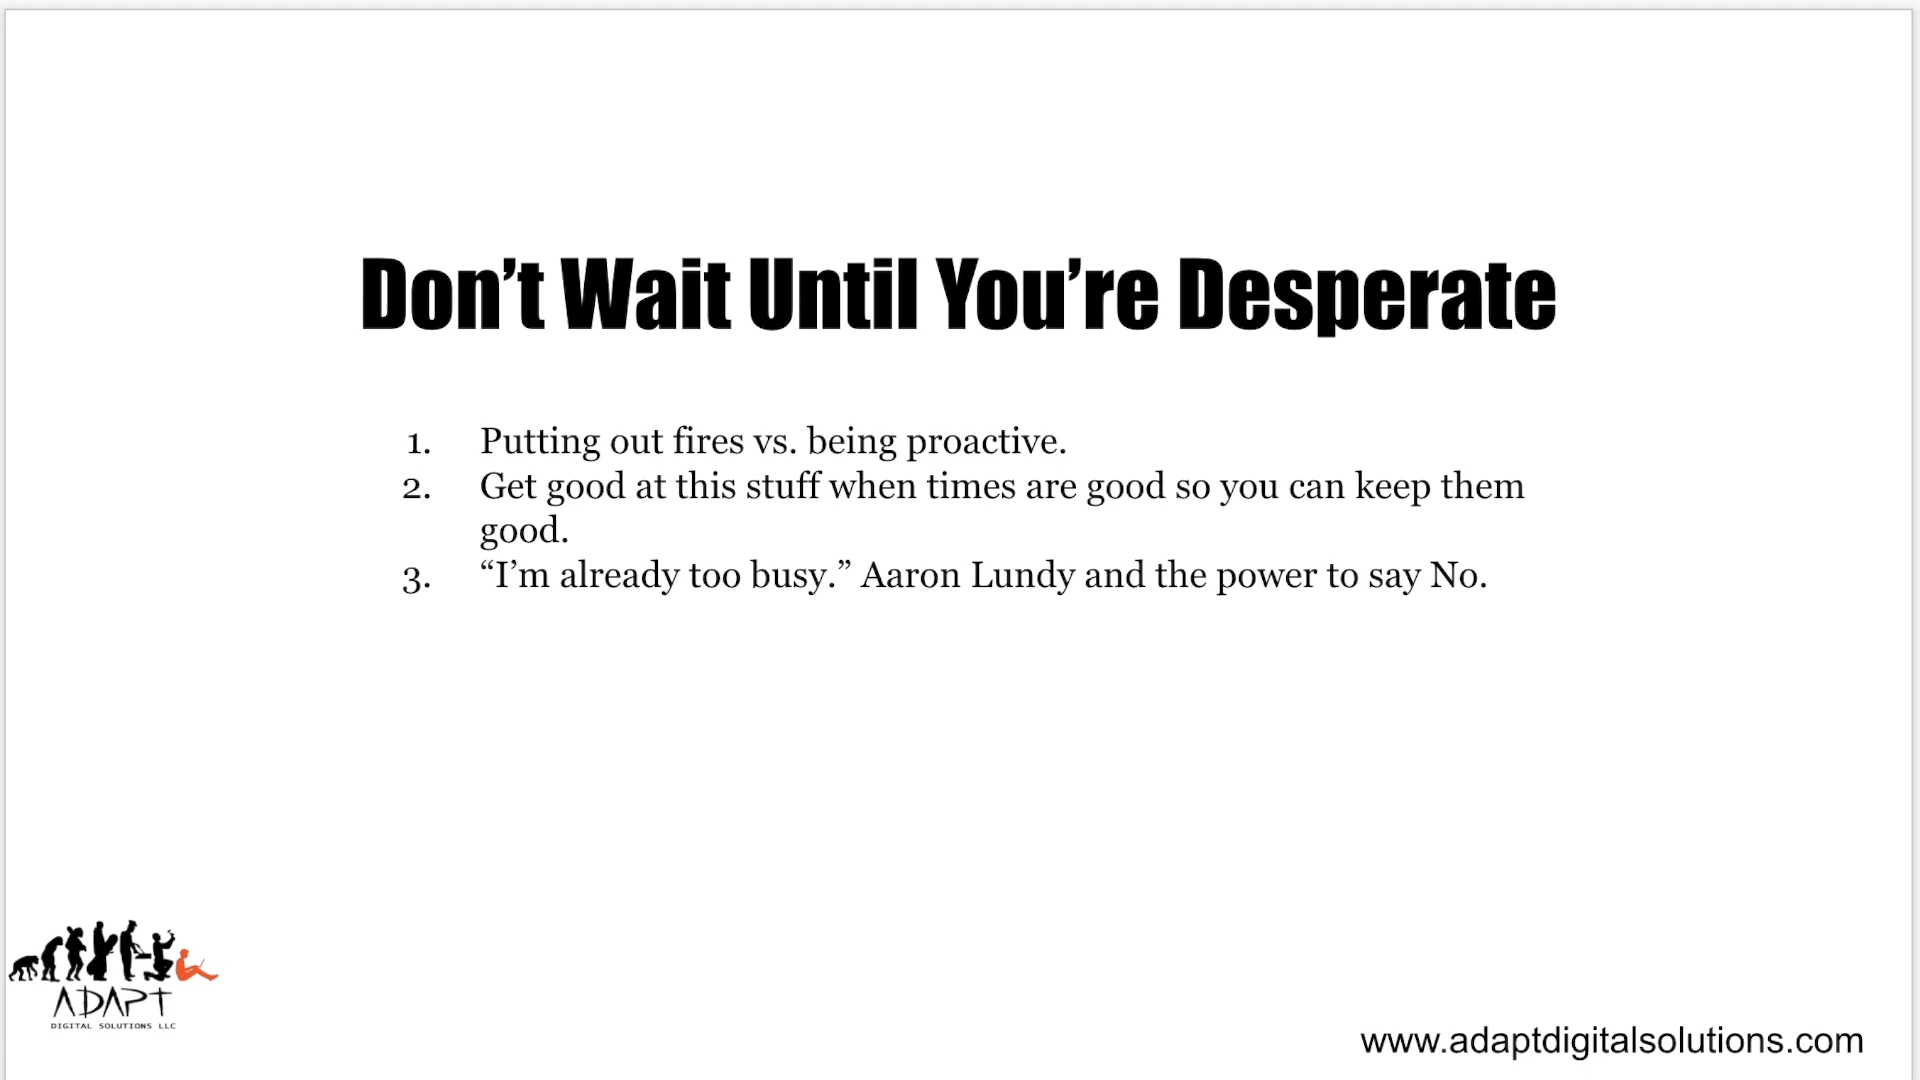 Don’t Wait Until You’re Desperate
1. Putting out fires vs. being proactive.
2. Get good at this stuff when times are good so you can keep them
good.
3. “I’m already too busy.” Aaron Lundy and the power to say No.
ADAPT
DIGITAL SOLUTIONS LLC
www.adaptdigitalsolutions.com